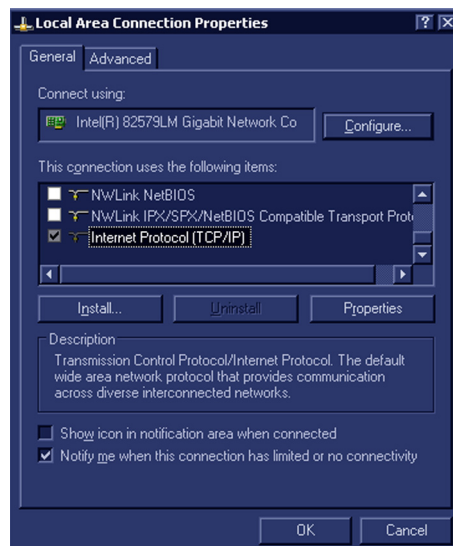 Local Area Connection Properties
General Advanced
Connect using:
Intel(R) 82579LM Gigabit Network Co Configure...
This connection uses the following items:
NWLink NetBIOS
NWLink IPX/SPX/NetBIOS Compatible Transport Prot
Internet Protocol (TCP/IP)
Install... Uninstall Properties
Description
Transmission Control Protocol/Internet Protocol. The default
wide area network protocol that provides communication
across diverse interconnected networks.
Show icon in notification area when connected
Notify me when this connection has limited or no connectivity
OK Cancel